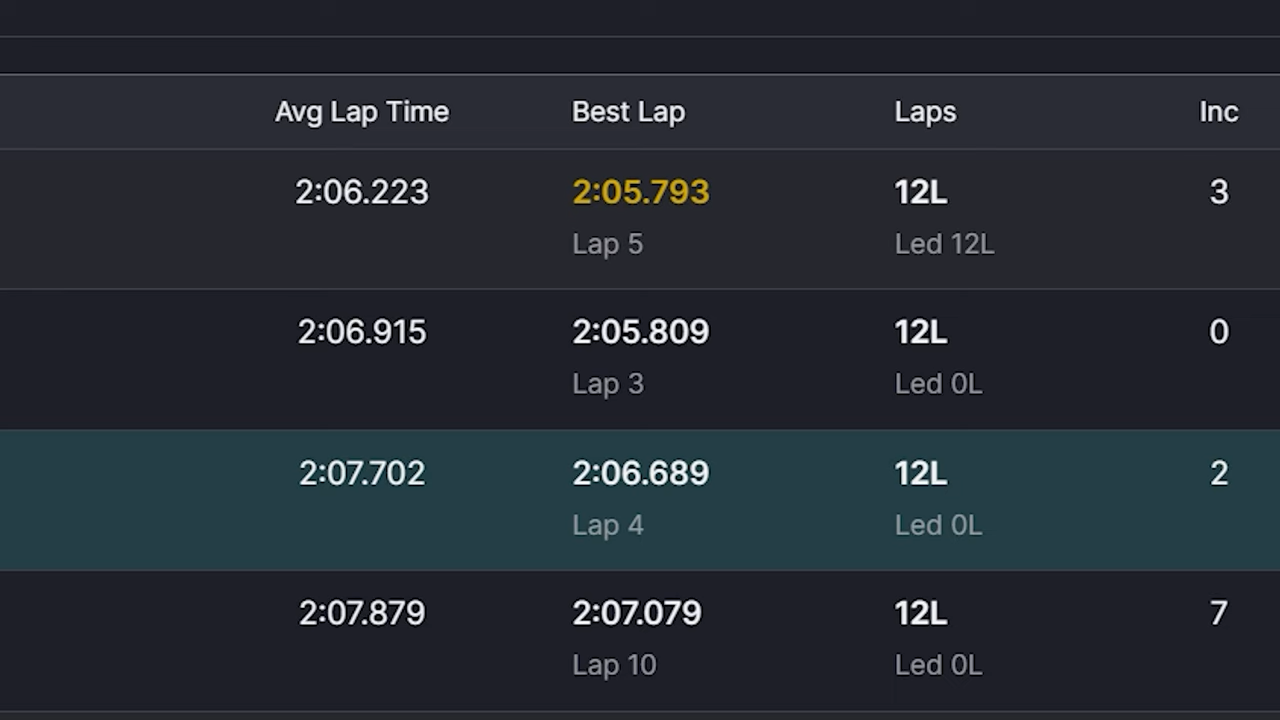 Avg Lap Time Best Lap Laps Inc
2:06.223 2:05.793 12L 3
Lap 5 Led 12L
2:06.915 2:05.809 12L 0
Lap 3 Led 0L
2:07.702 2:06.689 12L 2
Lap 4 Led 0L
2:07.879 2:07.079 12L 7
Lap 10 Led 0L